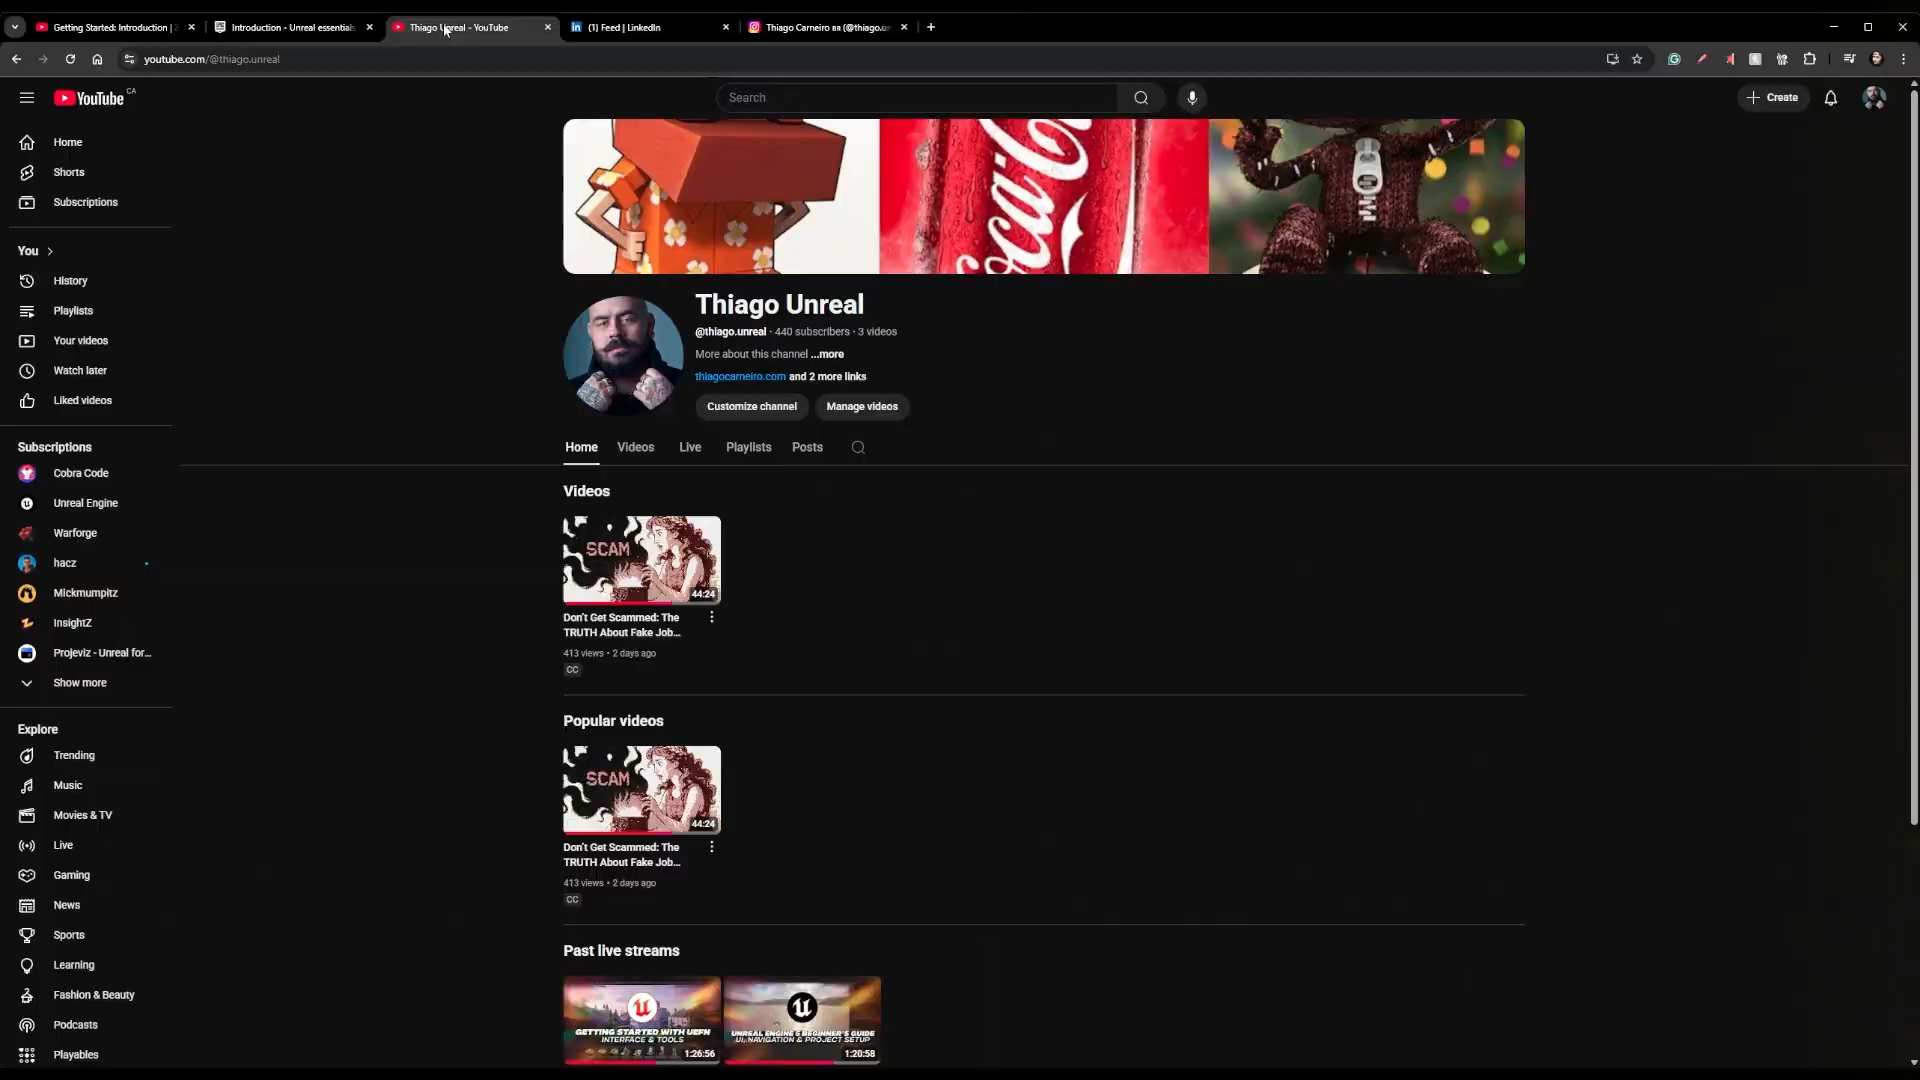 Getting Started: Introduction | 2
Introduction - Unreal essentials
Thiago Unreal - YouTube
(1) Feed | LinkedIn
Thiago Carneiro BR (@thiago.un
youtube.com/@thiago.unreal
YouTube CA
Search
Create
Home
Shorts
Subscriptions
You
History
Playlists
Your videos
Watch later
Liked videos
Subscriptions
Cobra Code
Unreal Engine
Warforge
hacz
Mickmumpitz
InsightZ
Projeviz - Unreal for...
Show more
Explore
Trending
Music
Movies & TV
Live
Gaming
News
Sports
Learning
Fashion & Beauty
Podcasts
Playables
Thiago Unreal
@thiago.unreal · 440 subscribers · 3 videos
More about this channel ...more
thiagocarneiro.com and 2 more links
Customize channel
Manage videos
Home
Videos
Live
Playlists
Posts
Videos
SCAM
44:24
Don't Get Scammed: The
TRUTH About Fake Job...
413 views • 2 days ago
CC
Popular videos
SCAM
44:24
Don't Get Scammed: The
TRUTH About Fake Job...
413 views • 2 days ago
CC
Past live streams
GETTING STARTED WITH UEFN
INTERFACE & TOOLS
1:26:56
UNREAL ENGINE 5 BEGINNER'S GUIDE
UI, NAVIGATION & PROJECT SETUP
1:20:58